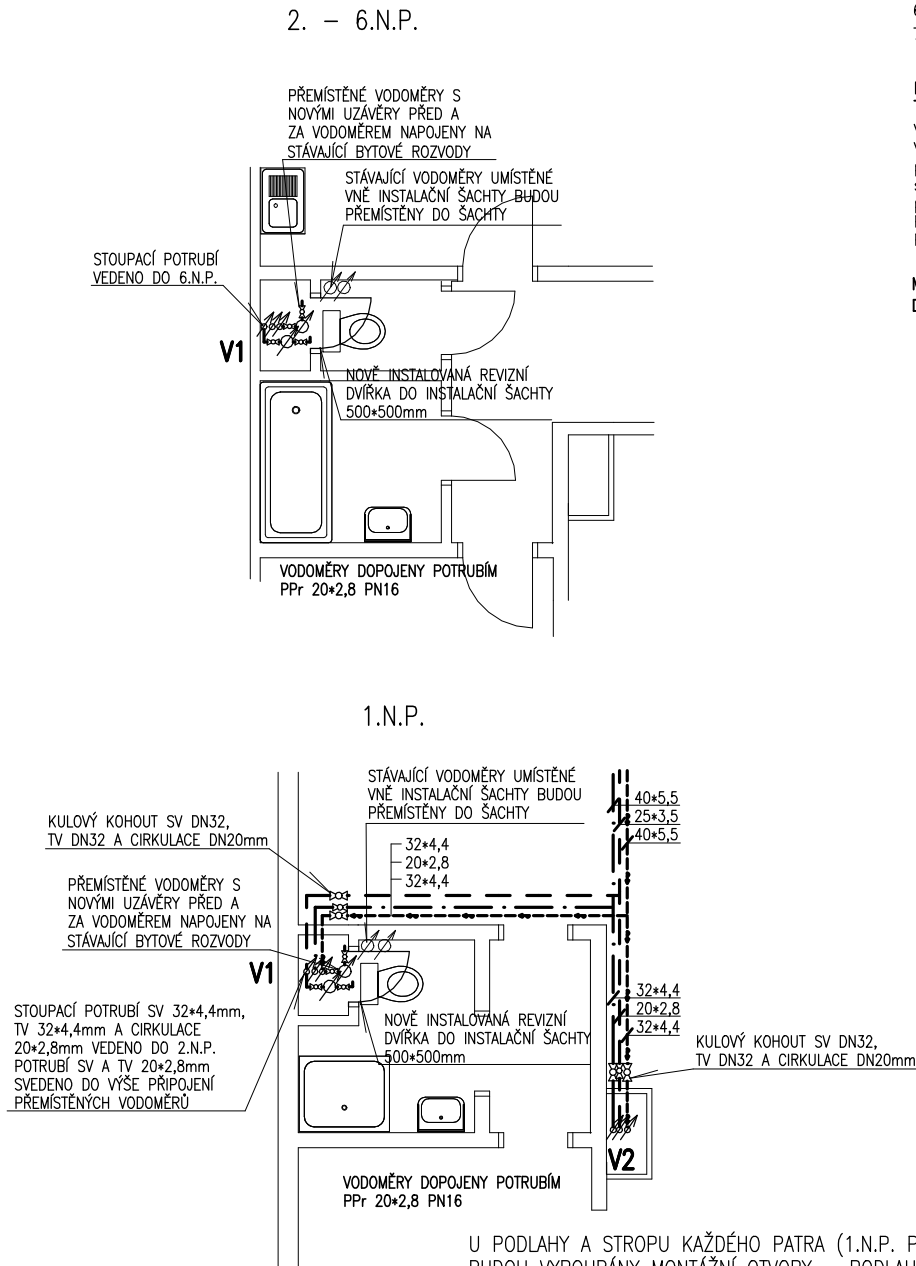 2. – 6.N.P.
PŘEMÍSTĚNÉ VODOMĚRY S
NOVÝMI UZÁVĚRY PŘED A
ZA VODOMĚREM NAPOJENY NA
STÁVAJÍCÍ BYTOVÉ ROZVODY
STÁVAJÍCÍ VODOMĚRY UMÍSTĚNÉ
VNĚ INSTALAČNÍ ŠACHTY BUDOU
PŘEMÍSTĚNY DO ŠACHTY
STOUPACÍ POTRUBÍ
VEDENO DO 6.N.P.
V1
NOVĚ INSTALOVANÁ REVIZNÍ
DVÍŘKA DO INSTALAČNÍ ŠACHTY
500*500mm
VODOMĚRY DOPOJENY POTRUBÍM
PPr 20*2,8 PN16
1.N.P.
STÁVAJÍCÍ VODOMĚRY UMÍSTĚNÉ
VNĚ INSTALAČNÍ ŠACHTY BUDOU
PŘEMÍSTĚNY DO ŠACHTY
40*5,5
25*3,5
40*5,5
KULOVÝ KOHOUT SV DN32,
TV DN32 A CIRKULACE DN20mm
32*4,4
20*2,8
32*4,4
PŘEMÍSTĚNÉ VODOMĚRY S
NOVÝMI UZÁVĚRY PŘED A
ZA VODOMĚREM NAPOJENY NA
STÁVAJÍCÍ BYTOVÉ ROZVODY
V1
STOUPACÍ POTRUBÍ SV 32*4,4mm,
TV 32*4,4mm A CIRKULACE
20*2,8mm VEDENO DO 2.N.P.
POTRUBÍ SV A TV 20*2,8mm
SVEDENO DO VÝŠE PŘIPOJENÍ
PŘEMÍSTĚNÝCH VODOMĚRŮ
NOVĚ INSTALOVANÁ REVIZNÍ
DVÍŘKA DO INSTALAČNÍ ŠACHTY
500*500mm
32*4,4
20*2,8
32*4,4
KULOVÝ KOHOUT SV DN32,
TV DN32 A CIRKULACE DN20mm
V2
VODOMĚRY DOPOJENY POTRUBÍM
PPr 20*2,8 PN16
U PODLAHY A STROPU KAŽDÉHO PATRA (1.N.P. P
BUDOU VYBOURÁNY MONTÁŽNÍ OTVORY